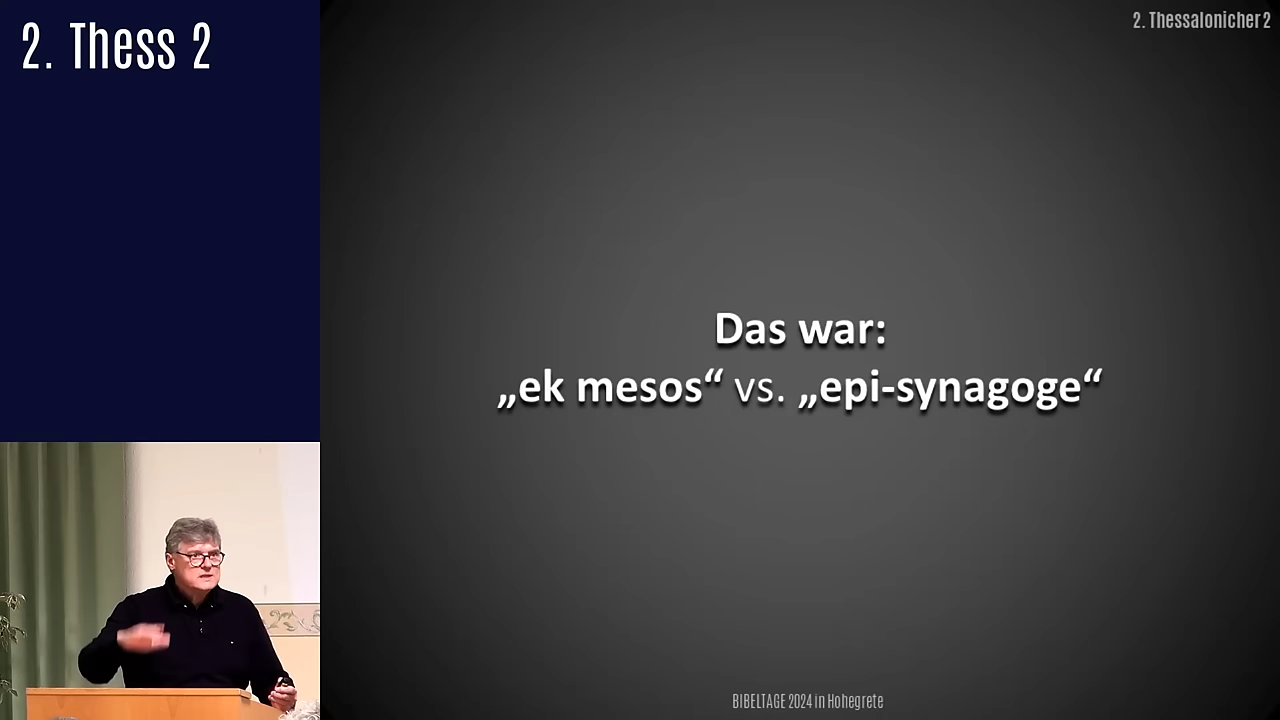 2. Thess 2
2. Thessalonicher 2
Das war:
„ek mesos“ vs. „epi-synagoge“
BIBELTAGE 2024 in Hohegrete